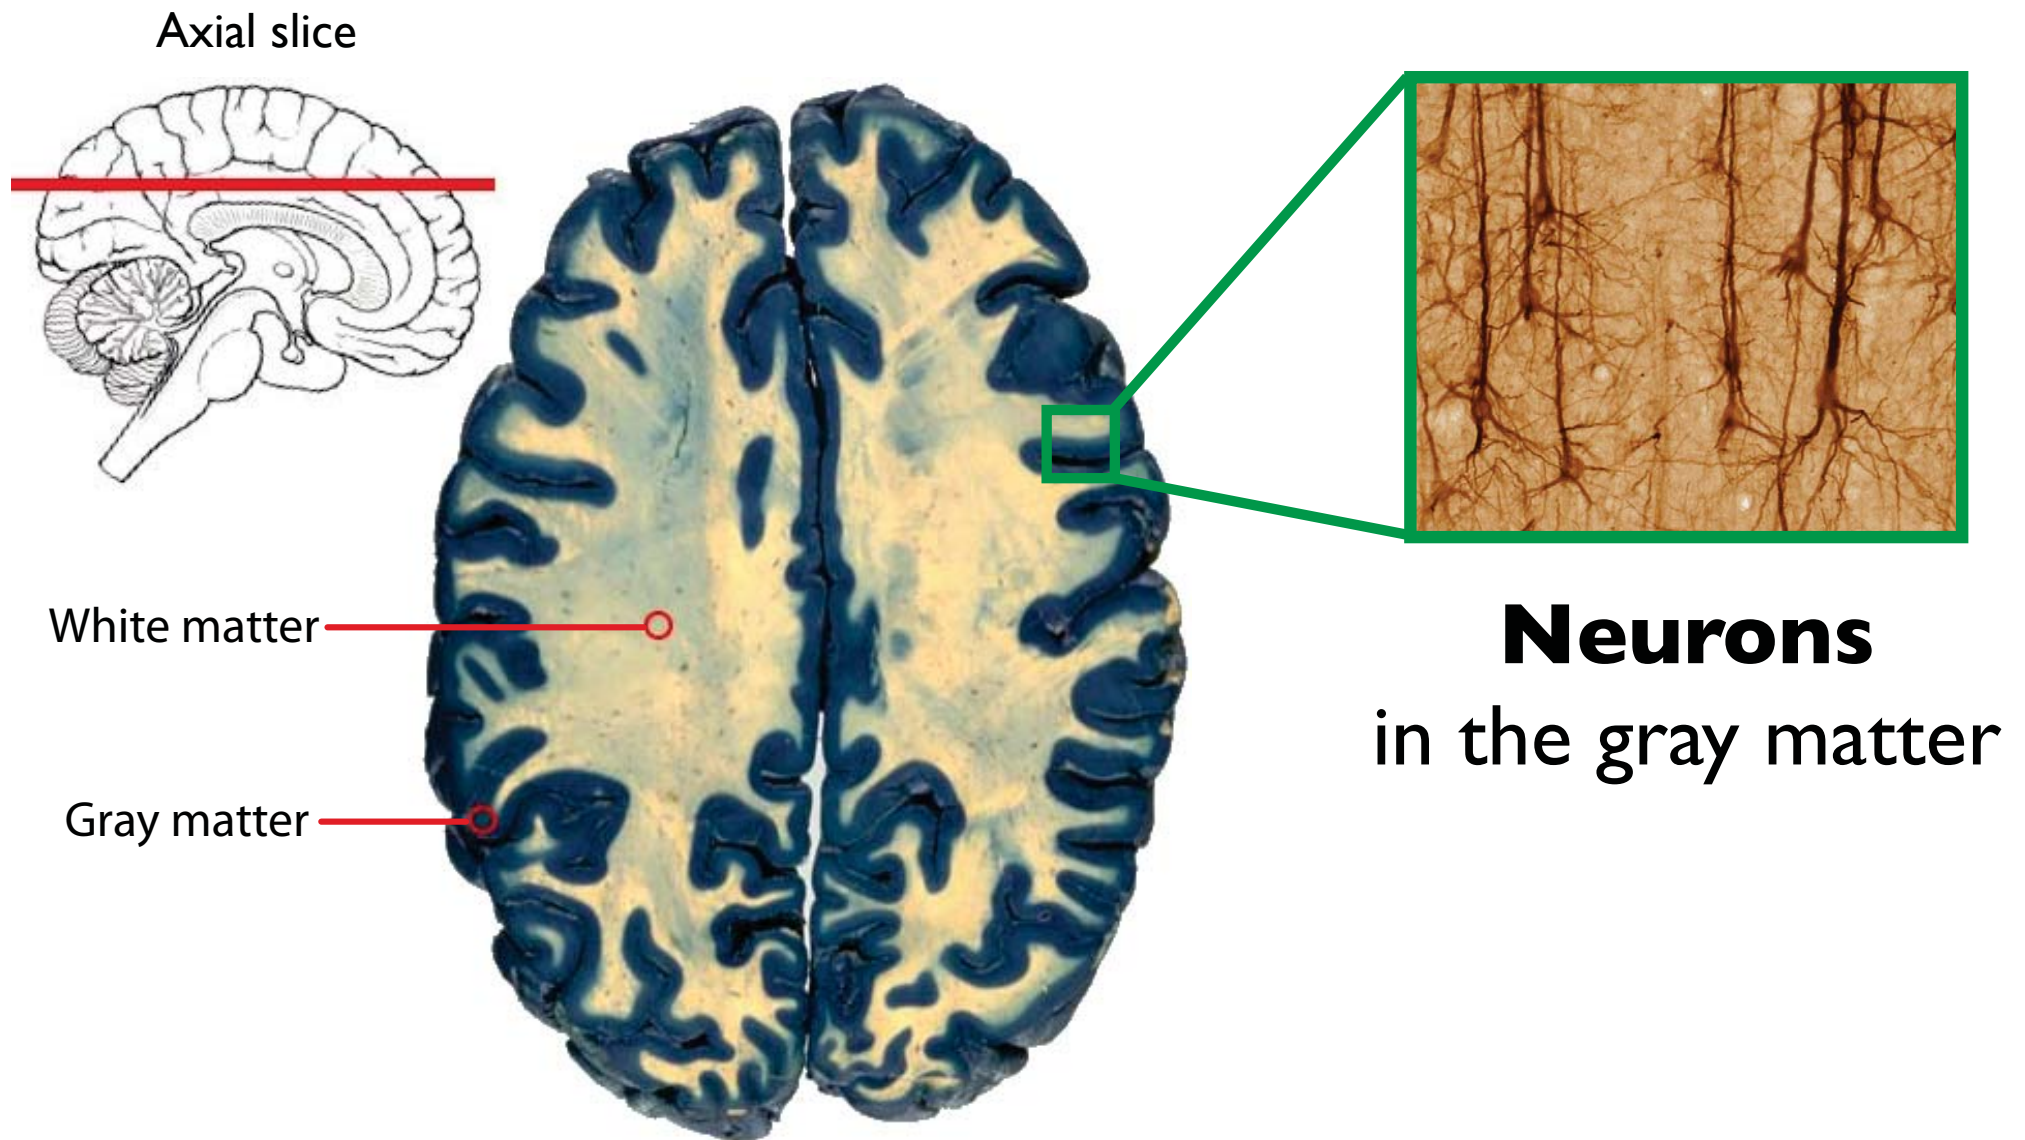 Axial slice
White matter
Gray matter
Neurons
in the gray matter